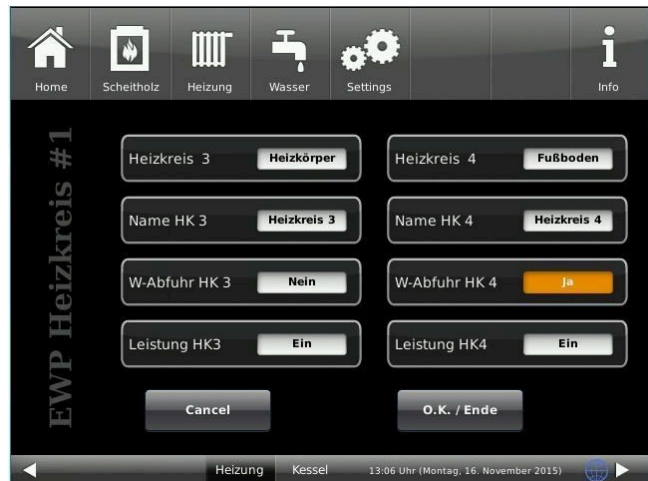 Home Scheitholz Heizung Wasser Settings Info
EWP Heizkreis #1
Heizkreis 3 Heizkörper Heizkreis 4 Fußboden
Name HK 3 Heizkreis 3 Name HK 4 Heizkreis 4
W-Abfuhr HK 3 Nein W-Abfuhr HK 4 Ja
Leistung HK3 Ein Leistung HK4 Ein
Cancel O.K. / Ende
Heizung Kessel 13:06 Uhr (Montag, 16. November 2015)